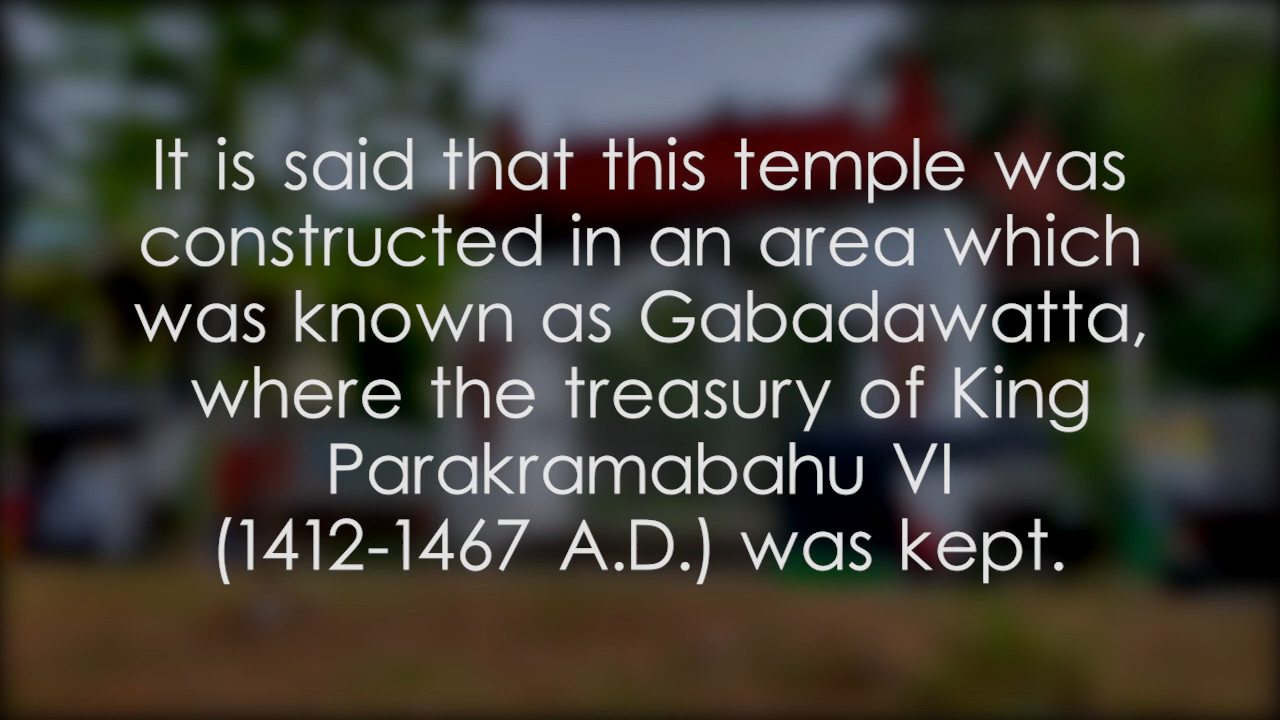 It is said that this temple was
constructed in an area which
was known as Gabadawatta,
where the treasury of King
Parakramabahu VI
(1412-1467 A.D.) was kept.